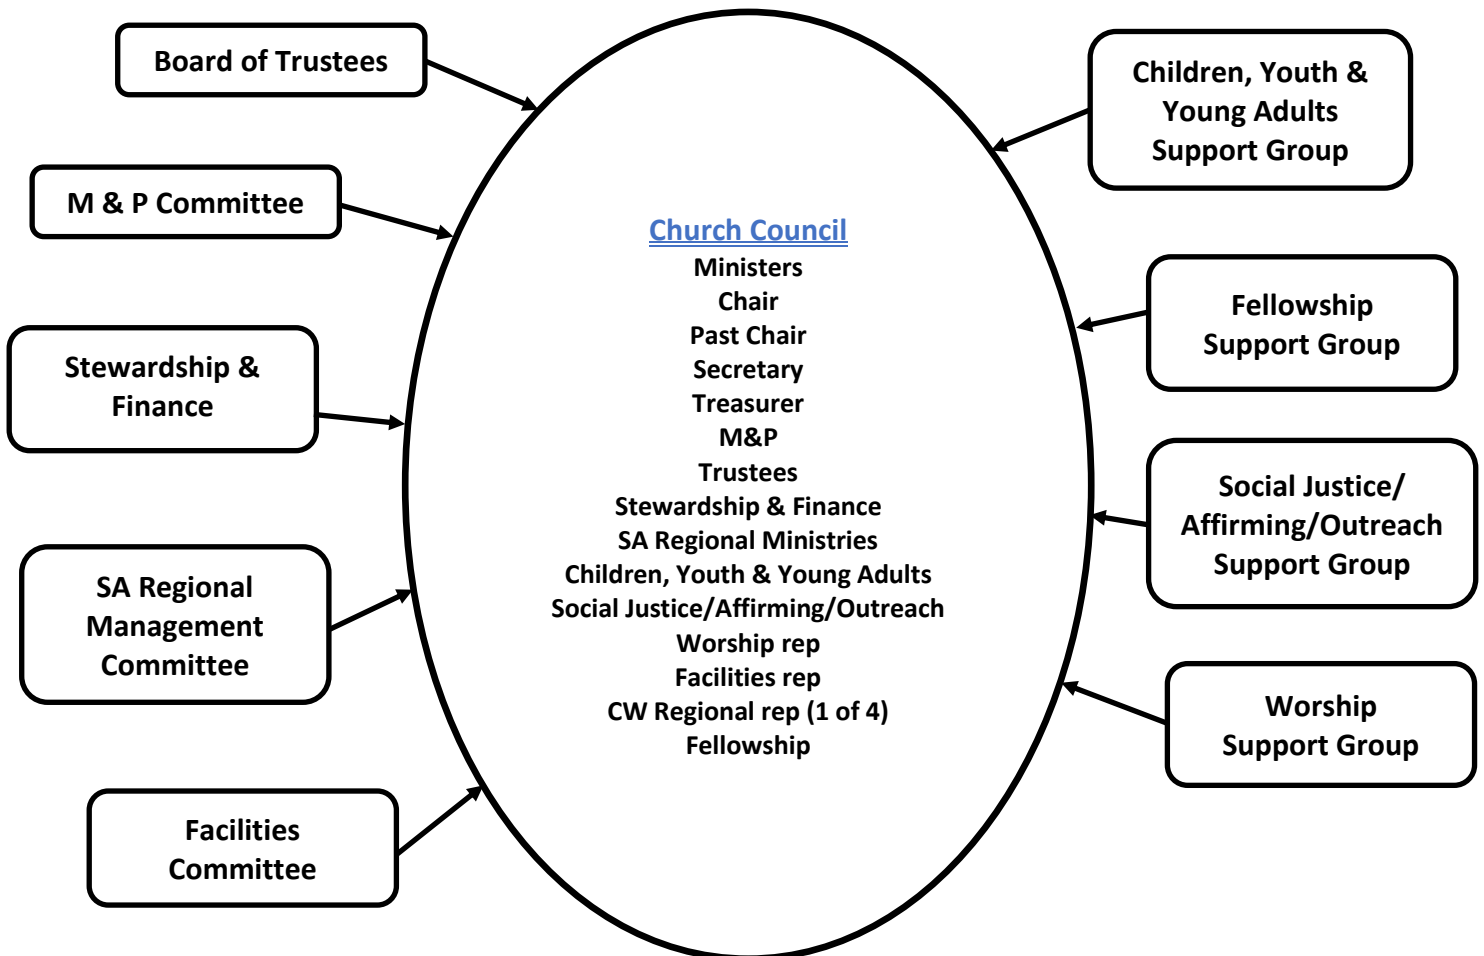 Board of Trustees
M & P Committee
Stewardship &
Finance
SA Regional
Management
Committee
Facilities
Committee
Church Council
Ministers
Chair
Past Chair
Secretary
Treasurer
M&P
Trustees
Stewardship & Finance
SA Regional Ministries
Children, Youth & Young Adults
Social Justice/Affirming/Outreach
Worship rep
Facilities rep
CW Regional rep (1 of 4)
Fellowship
Children, Youth &
Young Adults
Support Group
Fellowship
Support Group
Social Justice/
Affirming/Outreach
Support Group
Worship
Support Group